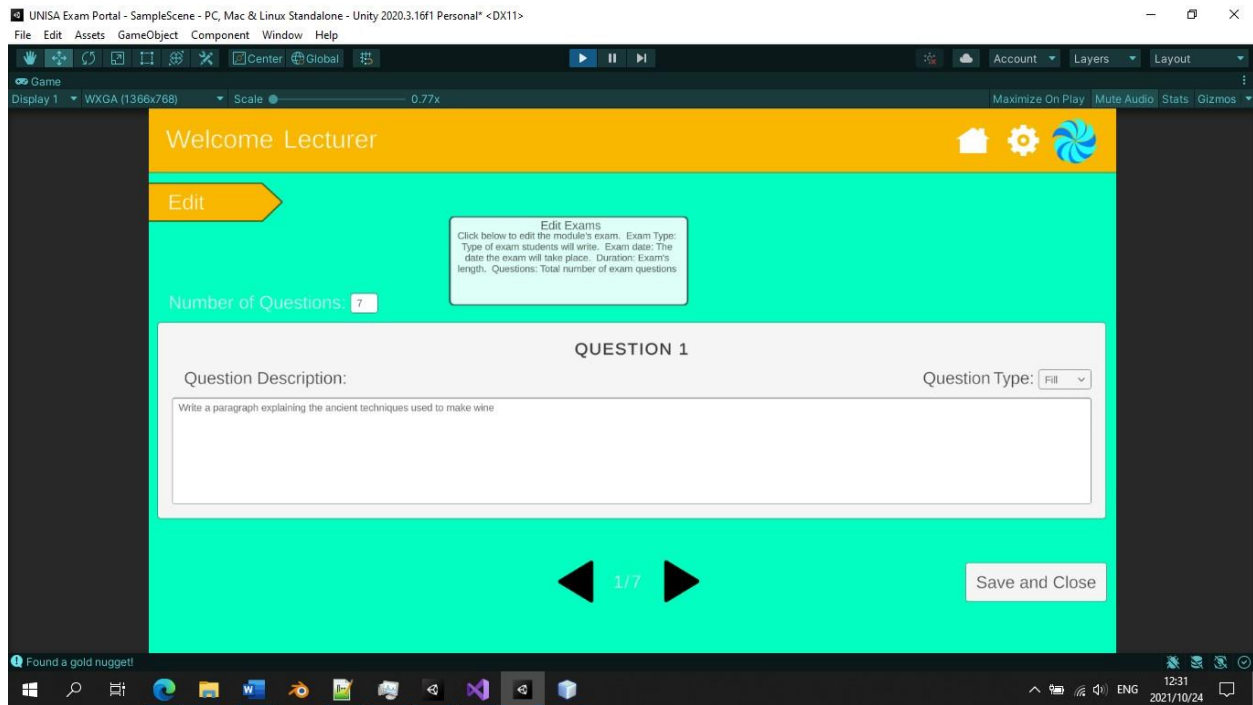 UNISA Exam Portal - SampleScene - PC, Mac & Linux Standalone - Unity 2020.3.16f1 Personal* <DX11>
File Edit Assets GameObject Component Window Help
Center Global Account Layers Layout
Game
Display 1 WXGA (1366x768) Scale 0.77x Maximize On Play Mute Audio Stats Gizmos
Welcome Lecturer
Edit
Edit Exams
Click below to edit the module's exam. Exam Type:
Type of exam students will write. Exam date: The
date the exam will take place. Duration: Exam's
length. Questions: Total number of exam questions
Number of Questions: 7
QUESTION 1
Question Description: Question Type: Fill
Write a paragraph explaining the ancient techniques used to make wine
1/7
Save and Close
Found a gold nugget!
ENG
12:31
2021/10/24